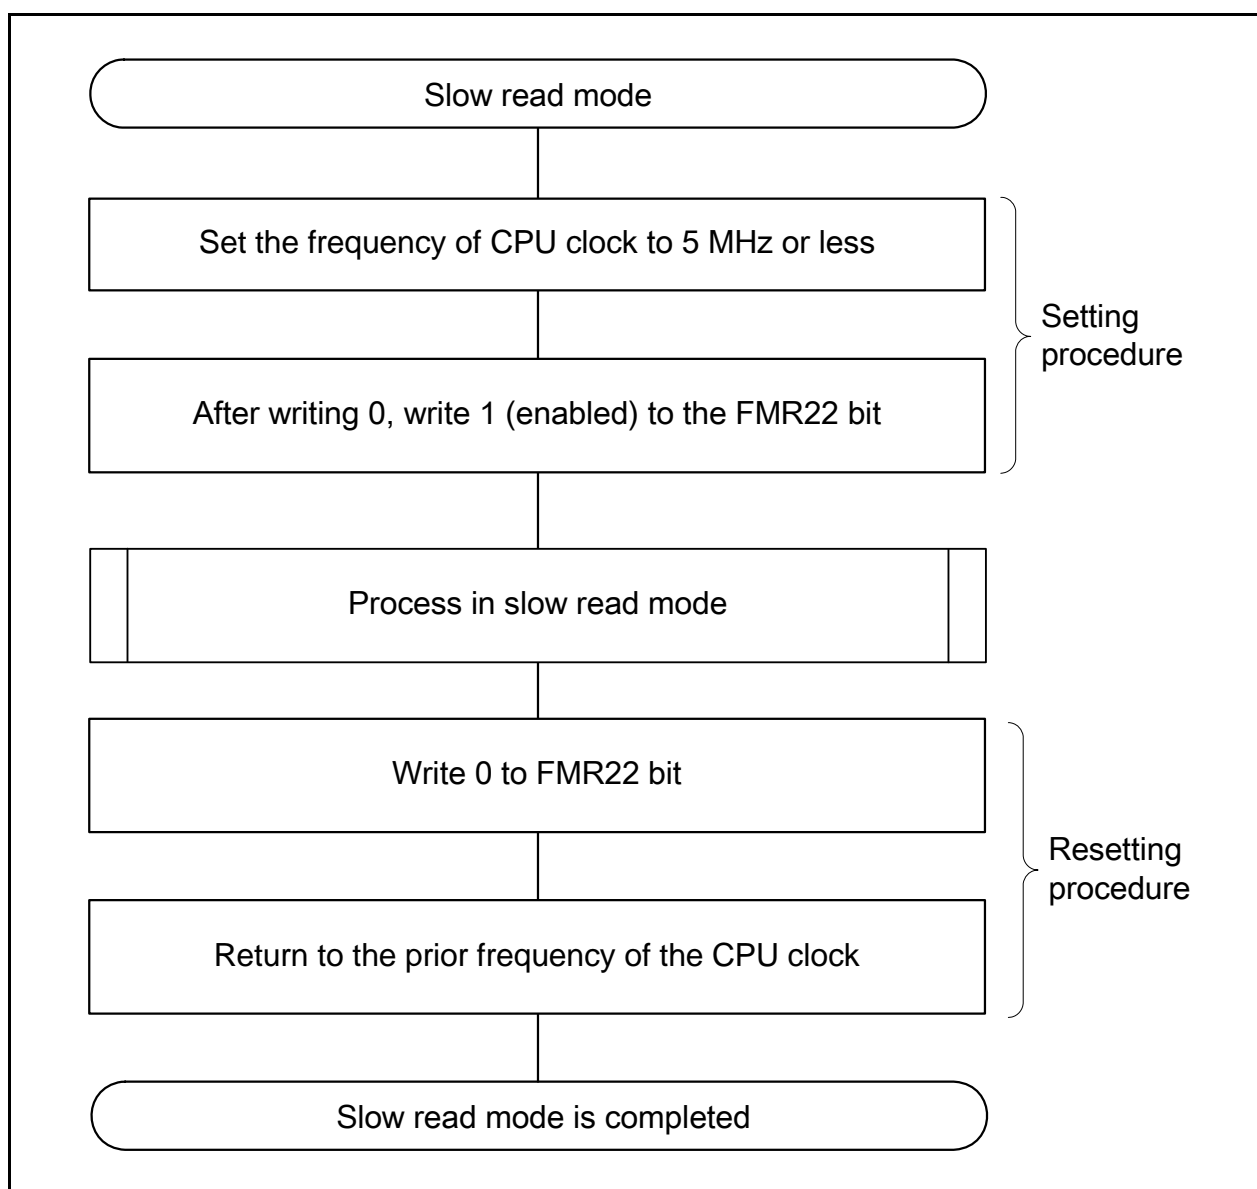 Slow read mode
Set the frequency of CPU clock to 5 MHz or less
Setting
procedure
After writing 0, write 1 (enabled) to the FMR22 bit
Process in slow read mode
Write 0 to FMR22 bit
Resetting
procedure
Return to the prior frequency of the CPU clock
Slow read mode is completed